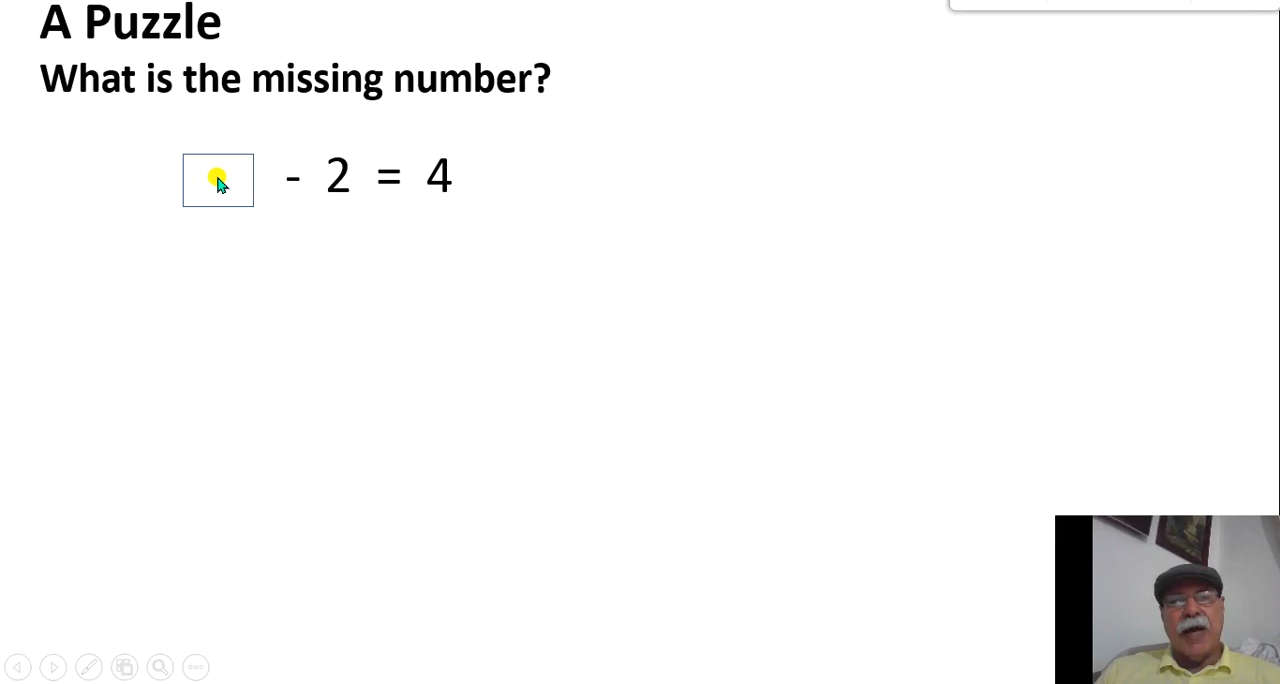 A Puzzle
What is the missing number?
- 2 = 4